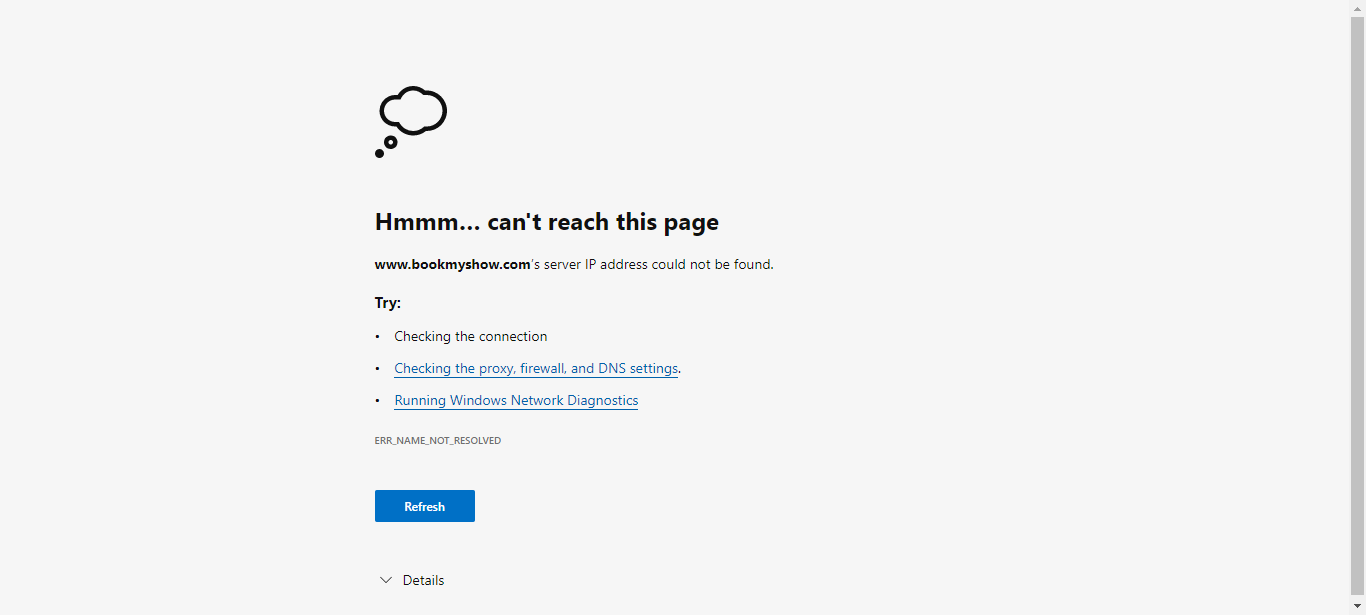 Hmmm… can't reach this page
www.bookmyshow.com's server IP address could not be found.
Try:
• Checking the connection
• Checking the proxy, firewall, and DNS settings.
• Running Windows Network Diagnostics
ERR_NAME_NOT_RESOLVED
Refresh
Details